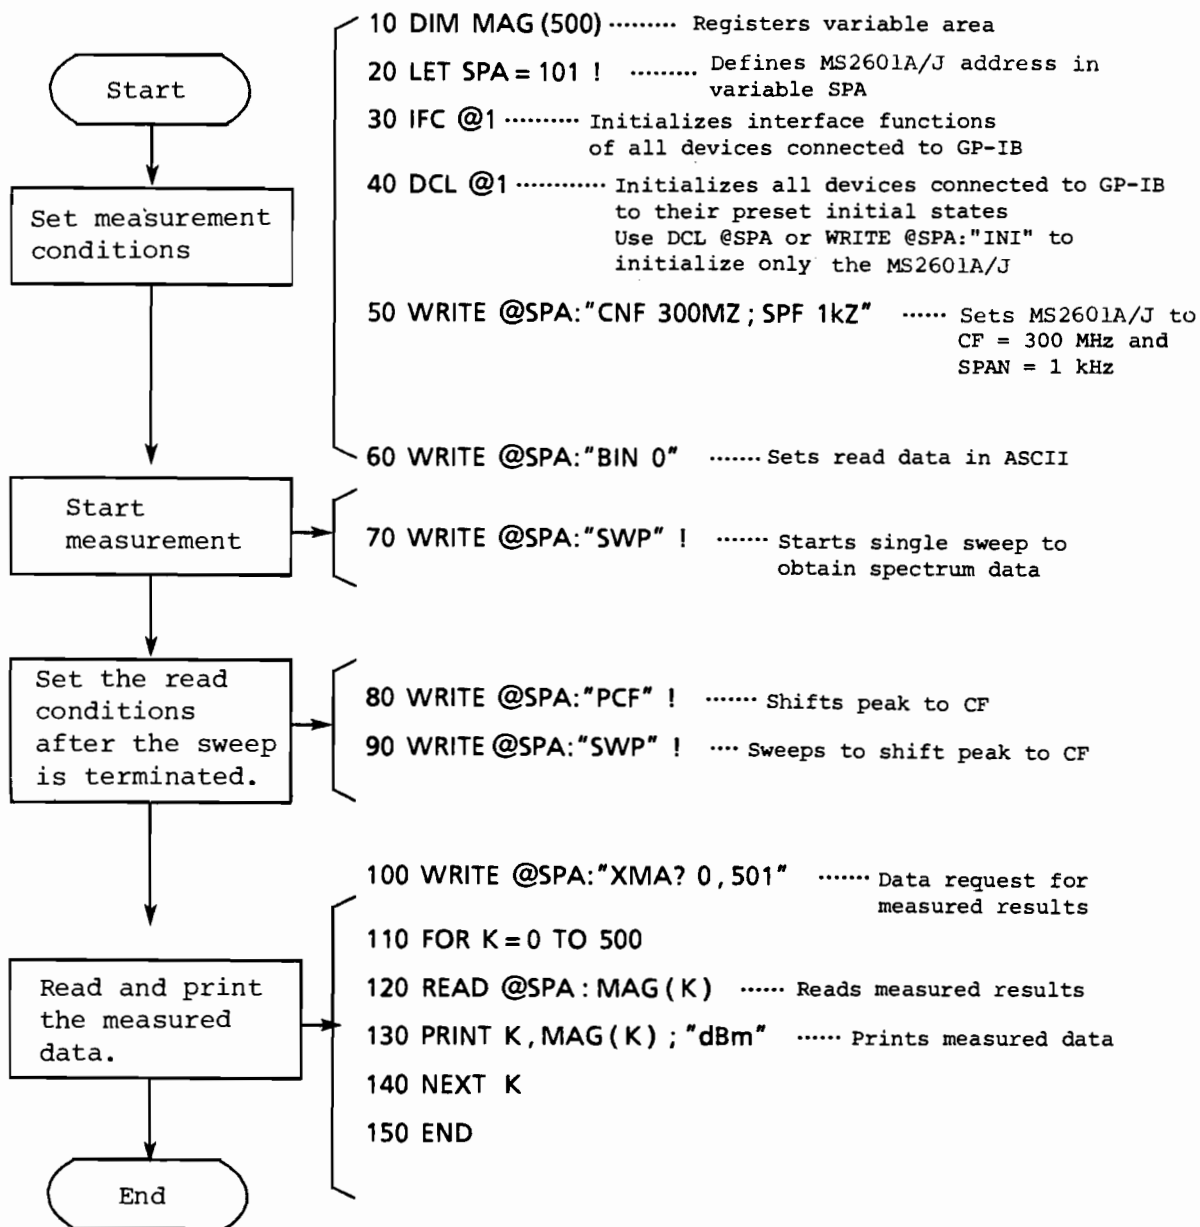 Start
Set measurement
conditions
10 DIM MAG(500) ......... Registers variable area
20 LET SPA = 101 ! ......... Defines MS2601A/J address in
variable SPA
30 IFC @1 .......... Initializes interface functions
of all devices connected to GP-IB
40 DCL @1 ............ Initializes all devices connected to GP-IB
to their preset initial states
Use DCL @SPA or WRITE @SPA:"INI" to
initialize only the MS2601A/J
50 WRITE @SPA:"CNF 300MZ; SPF 1kZ" ...... Sets MS2601A/J to
CF = 300 MHz and
SPAN = 1 kHz
60 WRITE @SPA:"BIN 0" ....... Sets read data in ASCII
Start
measurement
70 WRITE @SPA:"SWP" ! ....... Starts single sweep to
obtain spectrum data
Set the read
conditions
after the sweep
is terminated.
80 WRITE @SPA:"PCF" ! ....... Shifts peak to CF
90 WRITE @SPA:"SWP" ! .... Sweeps to shift peak to CF
100 WRITE @SPA:"XMA? 0,501" ....... Data request for
measured results
Read and print
the measured
data.
110 FOR K=0 TO 500
120 READ @SPA: MAG(K) ...... Reads measured results
130 PRINT K, MAG(K) ; "dBm" ...... Prints measured data
140 NEXT K
150 END
End